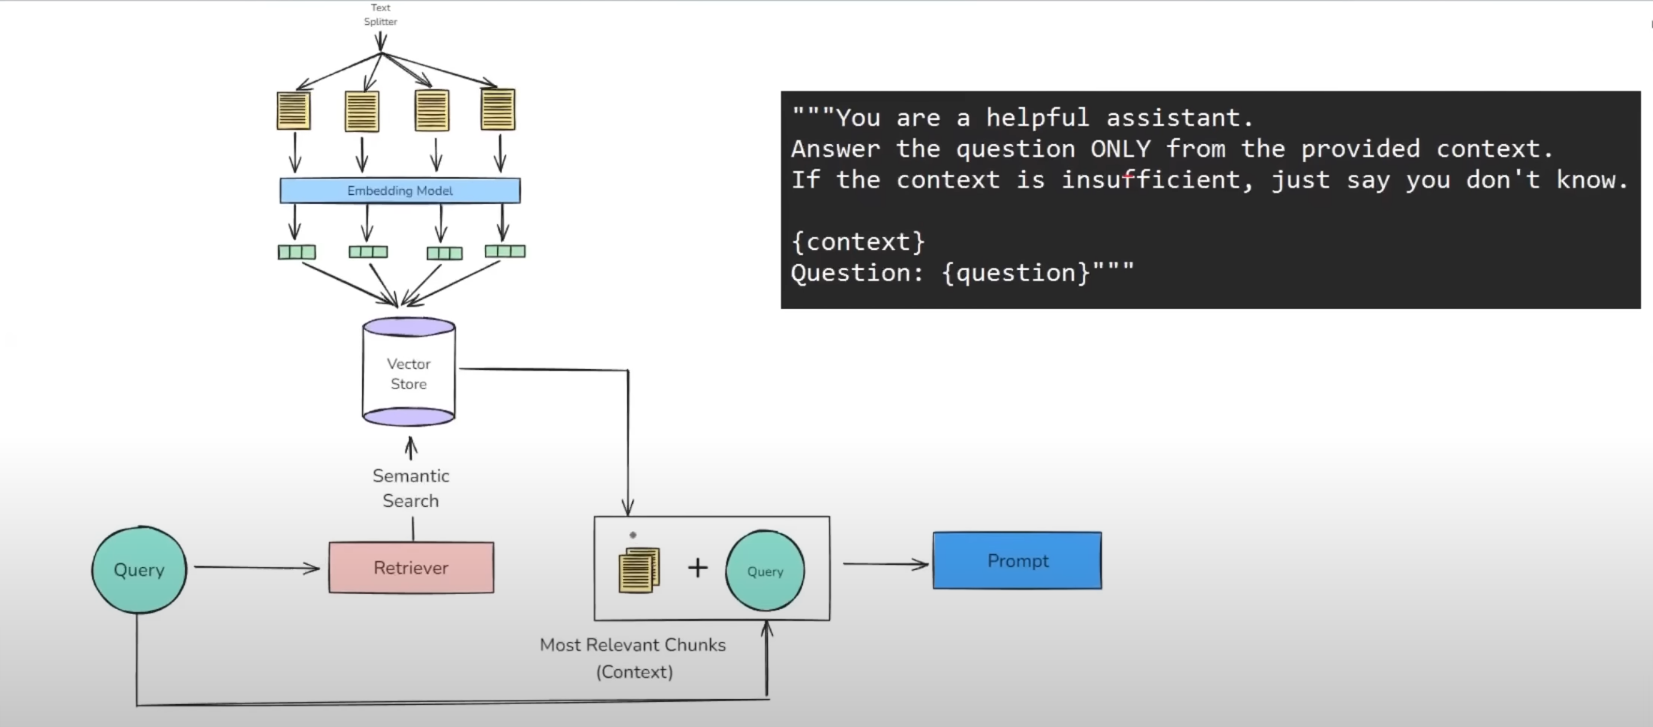 Text
Splitter
Embedding Model
Vector
Store
Semantic
Search
Query
Retriever
+
Query
Prompt
Most Relevant Chunks
(Context)
"""You are a helpful assistant.
Answer the question ONLY from the provided context.
If the context is insufficient, just say you don't know.
{context}
Question: {question}"""